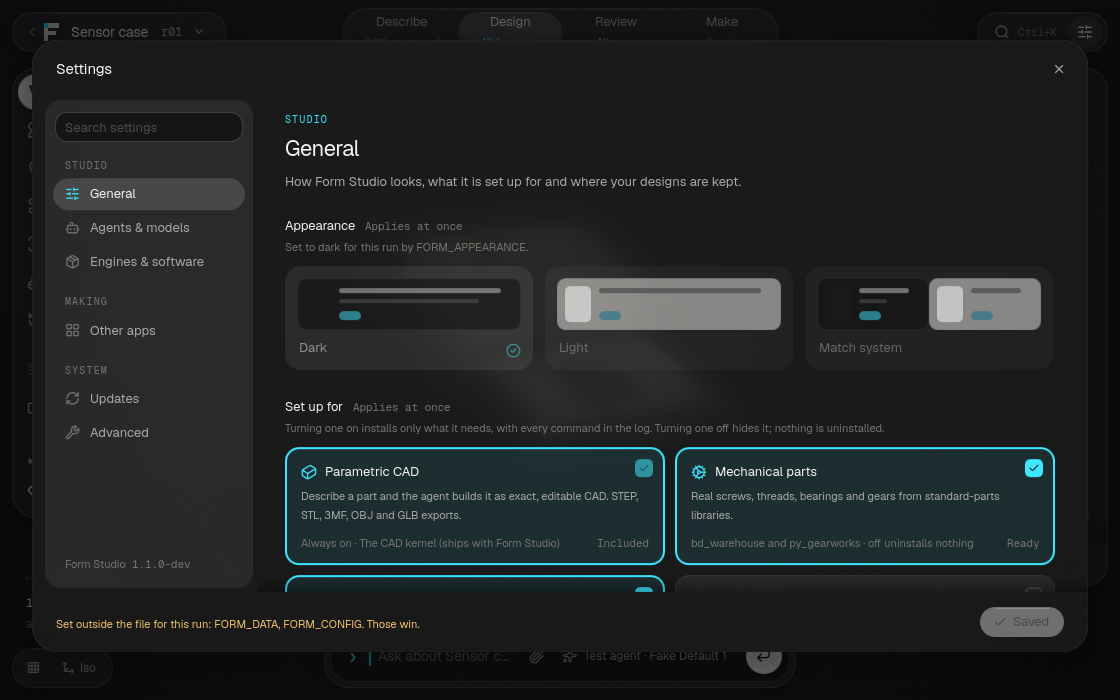 Sensor case r01
Describe
Design
Review
Make
Ctrl+K
Settings
Search settings
STUDIO
General
Agents & models
Engines & software
MAKING
Other apps
SYSTEM
Updates
Advanced
Form Studio 1.1.0-dev
STUDIO
General
How Form Studio looks, what it is set up for and where your designs are kept.
Appearance Applies at once
Set to dark for this run by FORM_APPEARANCE.
Dark
Light
Match system
Set up for Applies at once
Turning one on installs only what it needs, with every command in the log. Turning one off hides it; nothing is uninstalled.
Parametric CAD
Describe a part and the agent builds it as exact, editable CAD. STEP,
STL, 3MF, OBJ and GLB exports.
Always on · The CAD kernel (ships with Form Studio) Included
Mechanical parts
Real screws, threads, bearings and gears from standard-parts
libraries.
bd_warehouse and py_gearworks · off uninstalls nothing Ready
Set outside the file for this run: FORM_DATA, FORM_CONFIG. Those win.
Saved
Iso
Ask about Sensor c...
Test agent · Fake Default 1